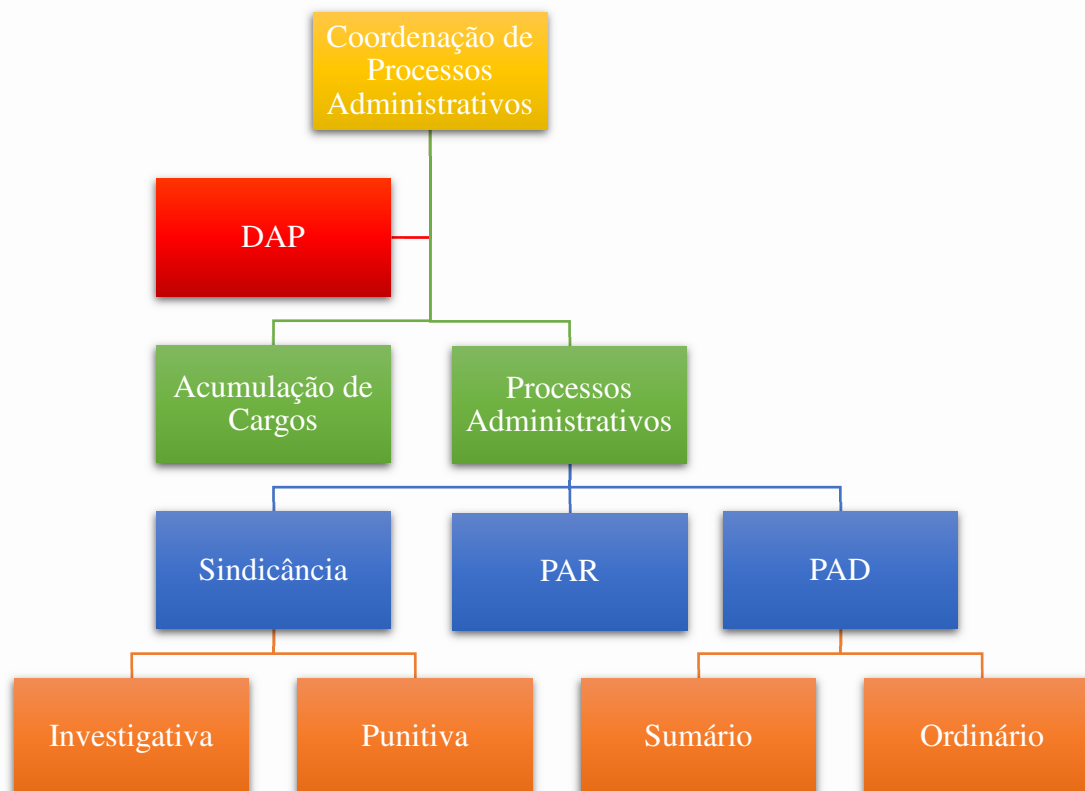 Coordenação de
Processos
Administrativos
DAP
Acumulação de
Cargos
Processos
Administrativos
Sindicância
PAR
PAD
Investigativa
Punitiva
Sumário
Ordinário